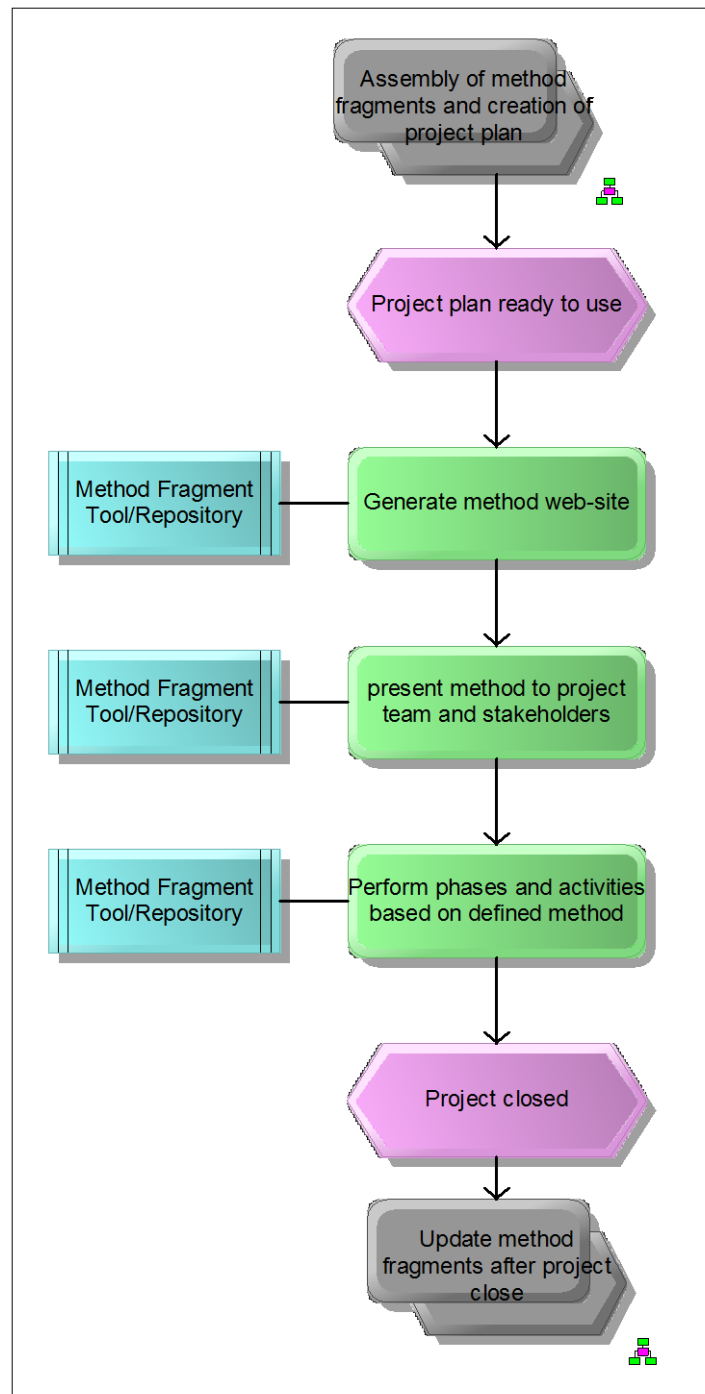 Assembly of method
fragments and creation of
project plan
Project plan ready to use
Method Fragment
Tool/Repository
Generate method web-site
Method Fragment
Tool/Repository
present method to project
team and stakeholders
Method Fragment
Tool/Repository
Perform phases and activities
based on defined method
Project closed
Update method
fragments after project
close